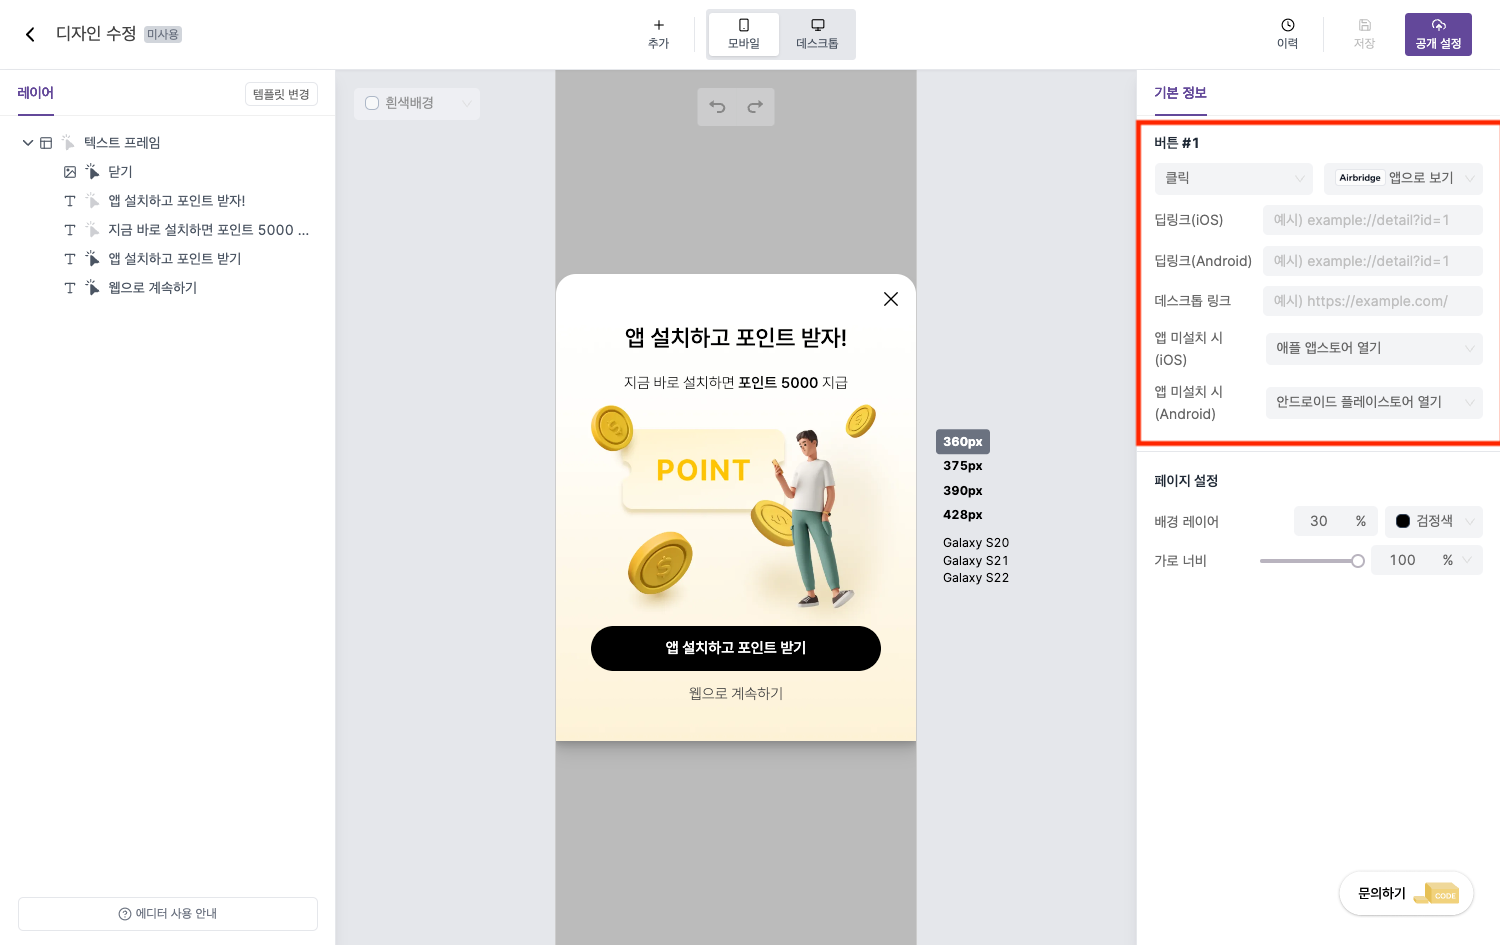 디자인 수정
미사용
추가
모바일
데스크톱
이력
저장
공개 설정
레이어
템플릿 변경
텍스트 프레임
닫기
앱 설치하고 포인트 받자!
지금 바로 설치하면 포인트 5000 ...
앱 설치하고 포인트 받기
웹으로 계속하기
에디터 사용 안내
흰색배경
앱 설치하고 포인트 받자!
지금 바로 설치하면 포인트 5000 지급
POINT
앱 설치하고 포인트 받기
웹으로 계속하기
360px
375px
390px
428px
Galaxy S20
Galaxy S21
Galaxy S22
기본 정보
버튼 #1
클릭
Airbridge 앱으로 보기
딥링크(iOS)
예시) example://detail?id=1
딥링크(Android)
예시) example://detail?id=1
데스크톱 링크
예시) https://example.com/
앱 미설치 시
(iOS)
애플 앱스토어 열기
앱 미설치 시
(Android)
안드로이드 플레이스토어 열기
페이지 설정
배경 레이어
30 %
검정색
가로 너비
100 %
문의하기
CODE